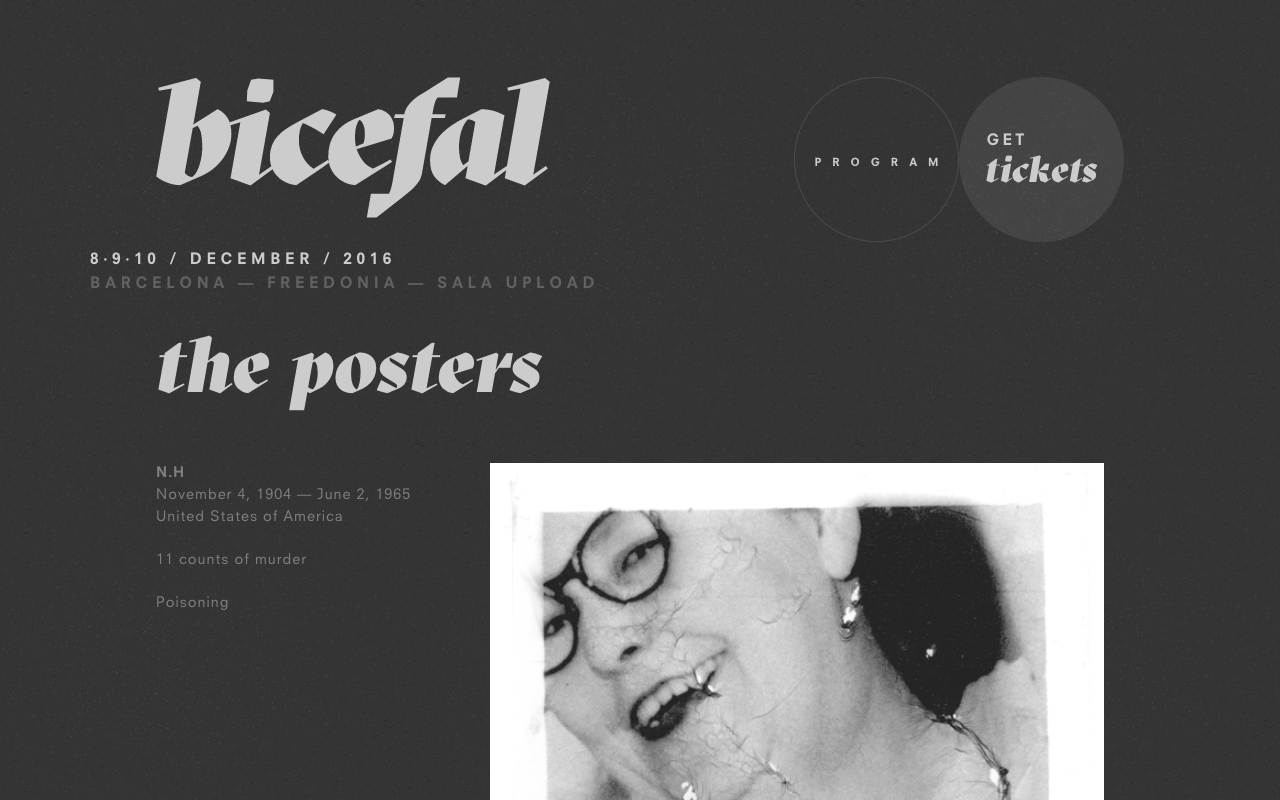 bicefal
PROGRAM
GET
tickets
8·9·10 / DECEMBER / 2016
BARCELONA — FREEDONIA — SALA UPLOAD
the posters
N.H
November 4, 1904 — June 2, 1965
United States of America
11 counts of murder
Poisoning